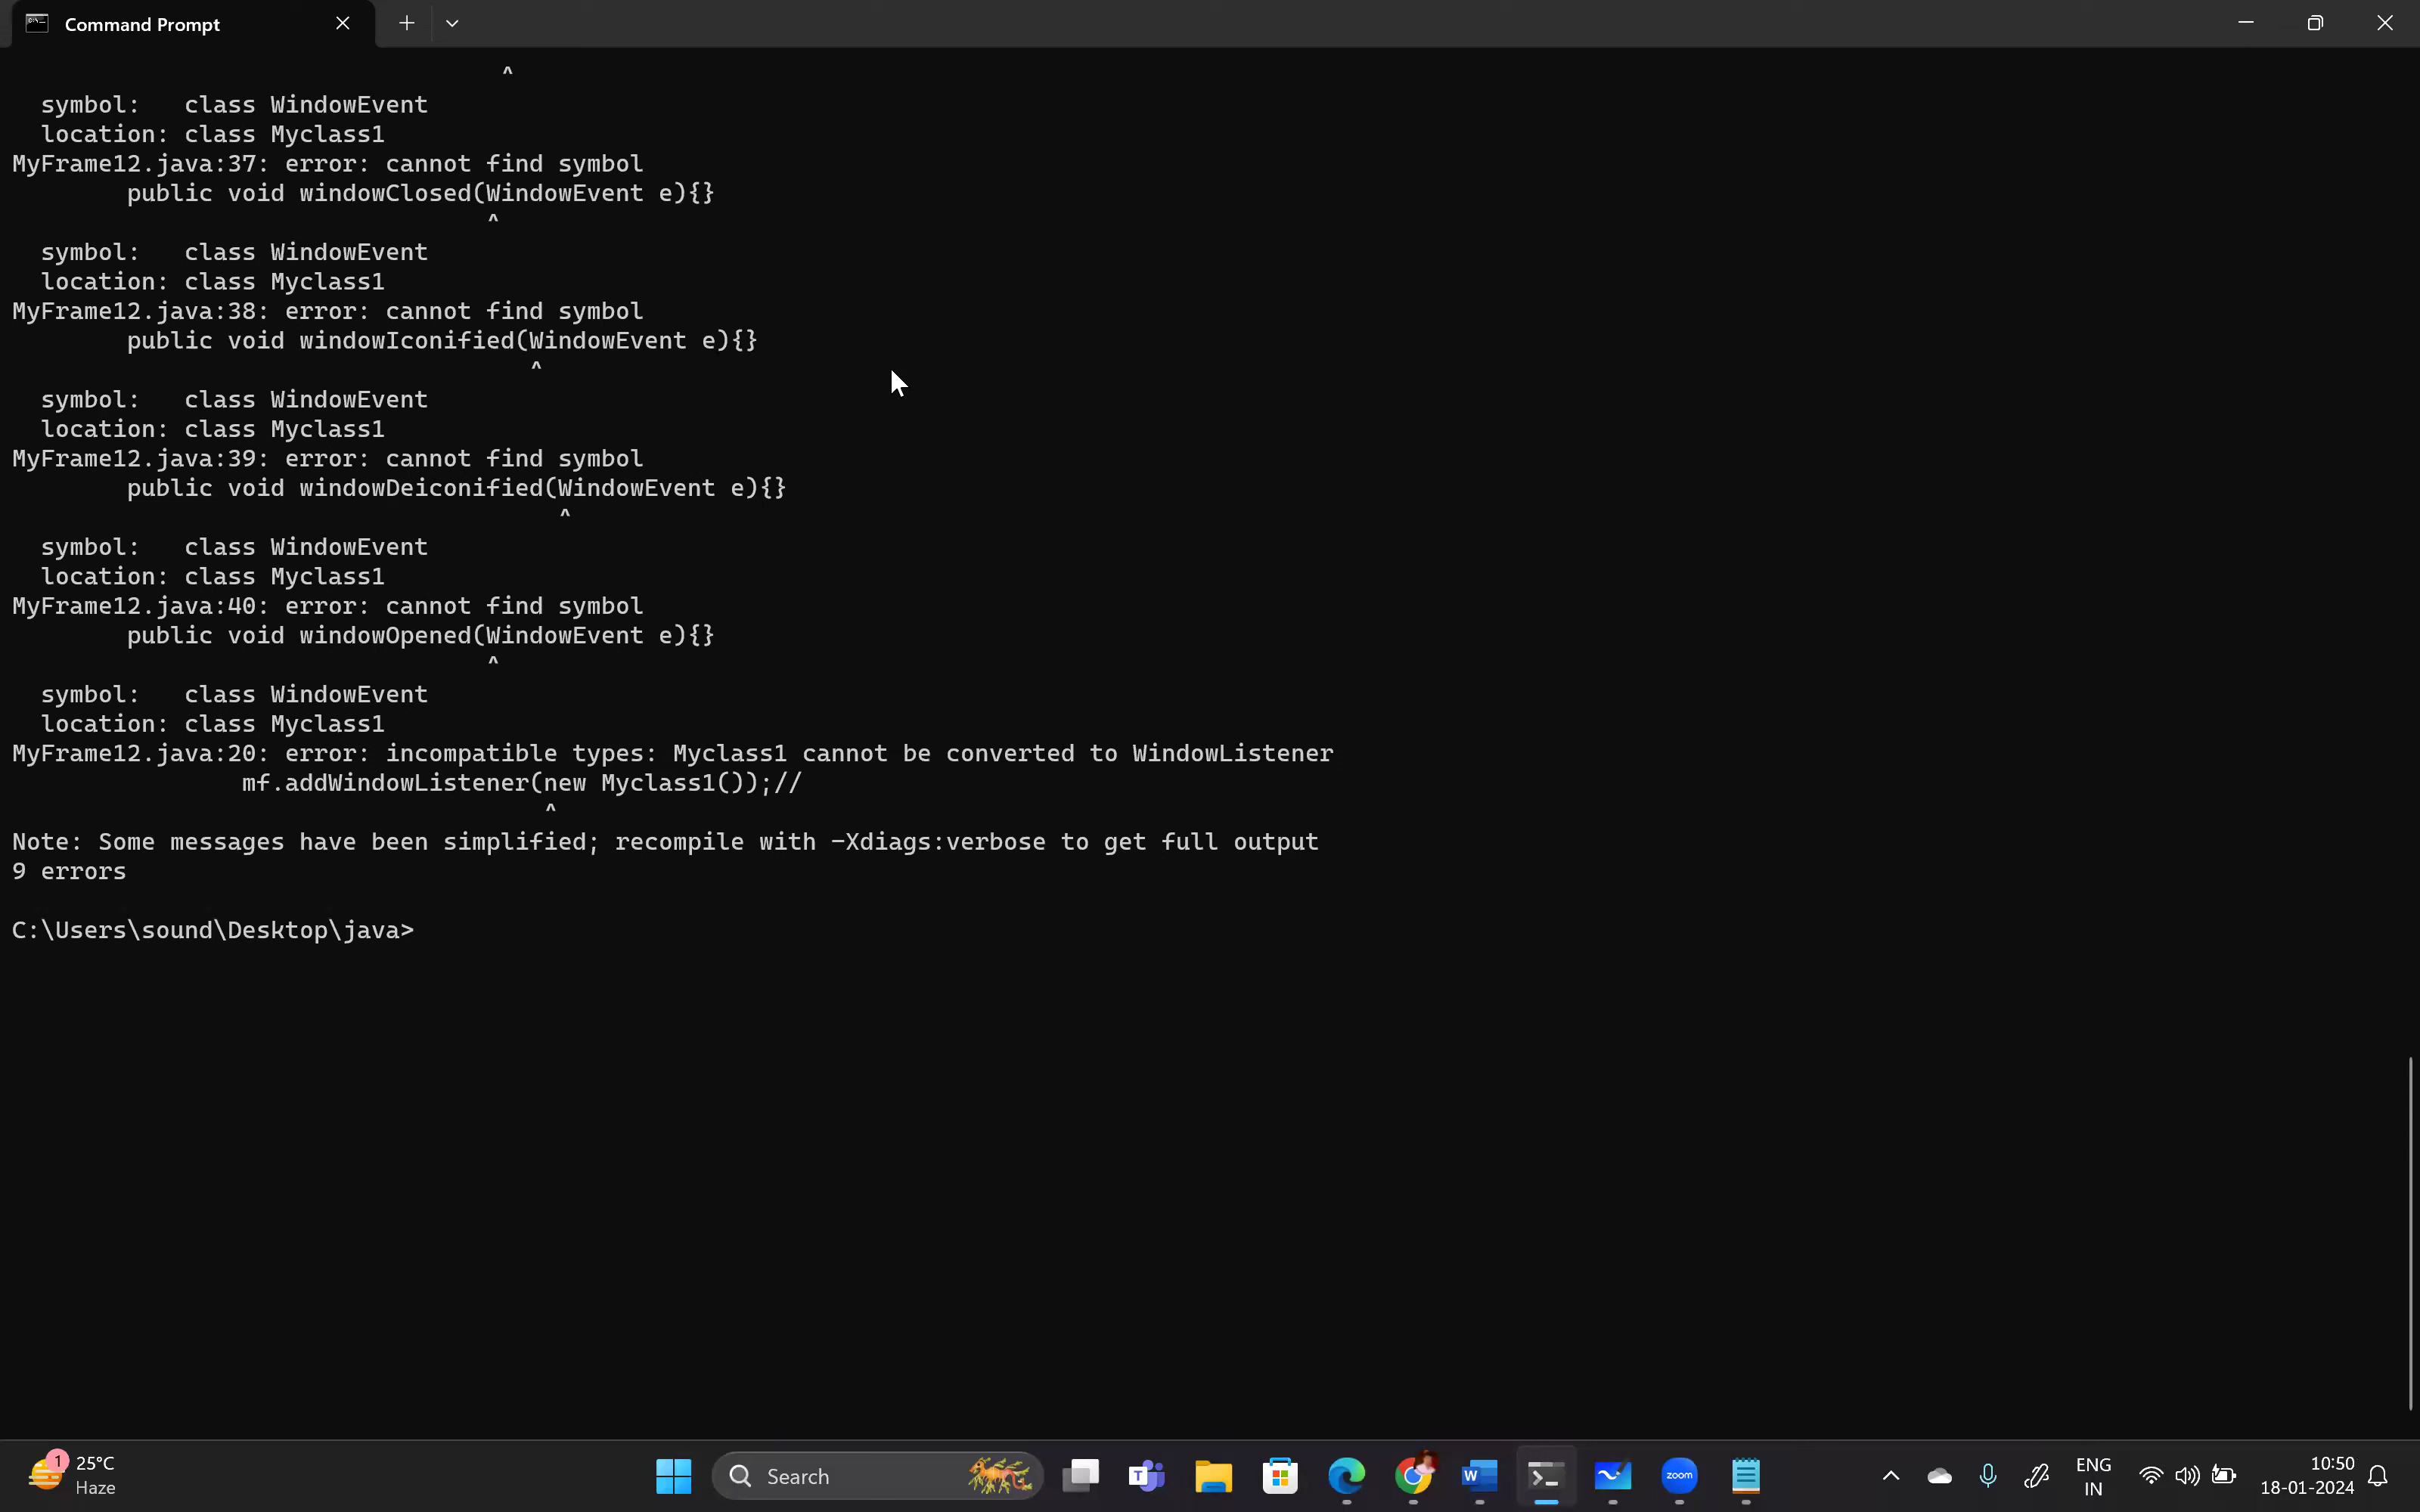 Command Prompt
^
symbol:   class WindowEvent
location: class Myclass1
MyFrame12.java:37: error: cannot find symbol
public void windowClosed(WindowEvent e){}
^
symbol:   class WindowEvent
location: class Myclass1
MyFrame12.java:38: error: cannot find symbol
public void windowIconified(WindowEvent e){}
^
symbol:   class WindowEvent
location: class Myclass1
MyFrame12.java:39: error: cannot find symbol
public void windowDeiconified(WindowEvent e){}
^
symbol:   class WindowEvent
location: class Myclass1
MyFrame12.java:40: error: cannot find symbol
public void windowOpened(WindowEvent e){}
^
symbol:   class WindowEvent
location: class Myclass1
MyFrame12.java:20: error: incompatible types: Myclass1 cannot be converted to WindowListener
mf.addWindowListener(new Myclass1());//
^
Note: Some messages have been simplified; recompile with -Xdiags:verbose to get full output
9 errors
C:\Users\sound\Desktop\java>
1
25°C
Haze
Search
T
W
zoom
ENG
IN
10:50
18-01-2024